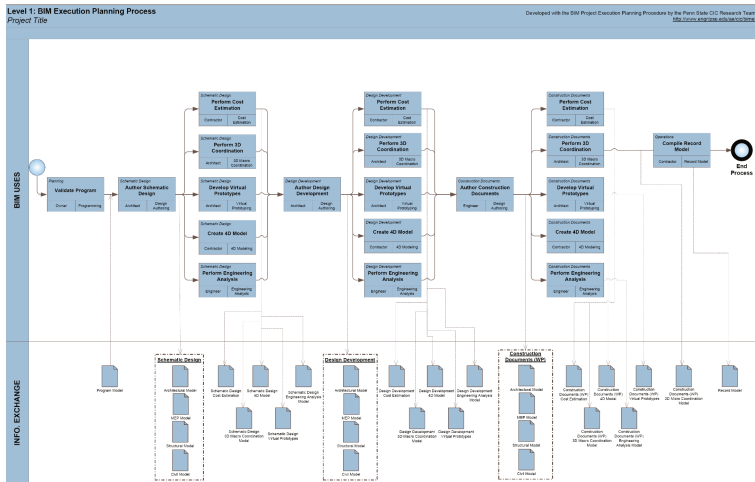 Level 1: BIM Execution Planning Process
Project Title
Developed with the BIM Project Execution Planning Procedure by the Penn State CIC Research Team.
BIM USES
Planning
Validate Program
Owner
Programming
Schematic Design
Author Schematic
Design
Architect
Design
Authoring
Schematic Design
Perform Cost
Estimation
Contractor
Cost
Estimation
Schematic Design
Perform 3D
Coordination
Architect
3D Macro
Coordination
Schematic Design
Develop Virtual
Prototypes
Architect
Virtual
Prototyping
Schematic Design
Create 4D Model
Contractor
4D Modeling
Schematic Design
Perform Engineering
Analysis
Engineer
Engineering
Analysis
Design Development
Author Design
Development
Architect
Design
Authoring
Design Development
Perform Cost
Estimation
Contractor
Cost
Estimation
Design Development
Perform 3D
Coordination
Architect
3D Macro
Coordination
Design Development
Develop Virtual
Prototypes
Architect
Virtual
Prototyping
Design Development
Create 4D Model
Contractor
4D Modeling
Design Development
Perform Engineering
Analysis
Engineer
Engineering
Analysis
Construction Documents
Author Construction
Documents
Architect
Design
Authoring
Construction Documents
Perform Cost
Estimation
Contractor
Cost
Estimation
Construction Documents
Perform 3D
Coordination
Architect
3D Macro
Coordination
Construction Documents
Develop Virtual
Prototypes
Architect
Virtual
Prototyping
Construction Documents
Create 4D Model
Contractor
4D Modeling
Construction Documents
Perform Engineering
Analysis
Engineer
Engineering
Analysis
Operations
Compile Record
Model
Contractor
Record Model
End
Process
INFO. EXCHANGE
Program Model
Schematic Design
Architectural Model
MEP Model
Structural Model
Civil Model
Schematic Design
Cost Estimate
Schematic Design
3D Macro Coordination
Model
Schematic Design
4D Model
Schematic Design
Virtual Prototypes
Schematic Design
Engineering Analysis
Model
Design Development
Architectural Model
MEP Model
Structural Model
Civil Model
Design Development
Cost Estimate
Design Development
3D Macro Coordination
Model
Design Development
4D Model
Design Development
Virtual Prototypes
Design Development
Engineering Analysis
Model
Construction
Documents (WP)
Architectural Model
MEP Model
Structural Model
Civil Model
Construction
Documents (WP)
Cost Estimation
Construction
Documents (WP)
3D Macro Coordination
Model
Construction
Documents (WP)
4D Model
Construction
Documents (WP)
Engineering Analysis
Model
Construction
Documents (WP)
Virtual Prototypes
Construction
Documents (WP)
3D Micro Coordination
Model
Record Model